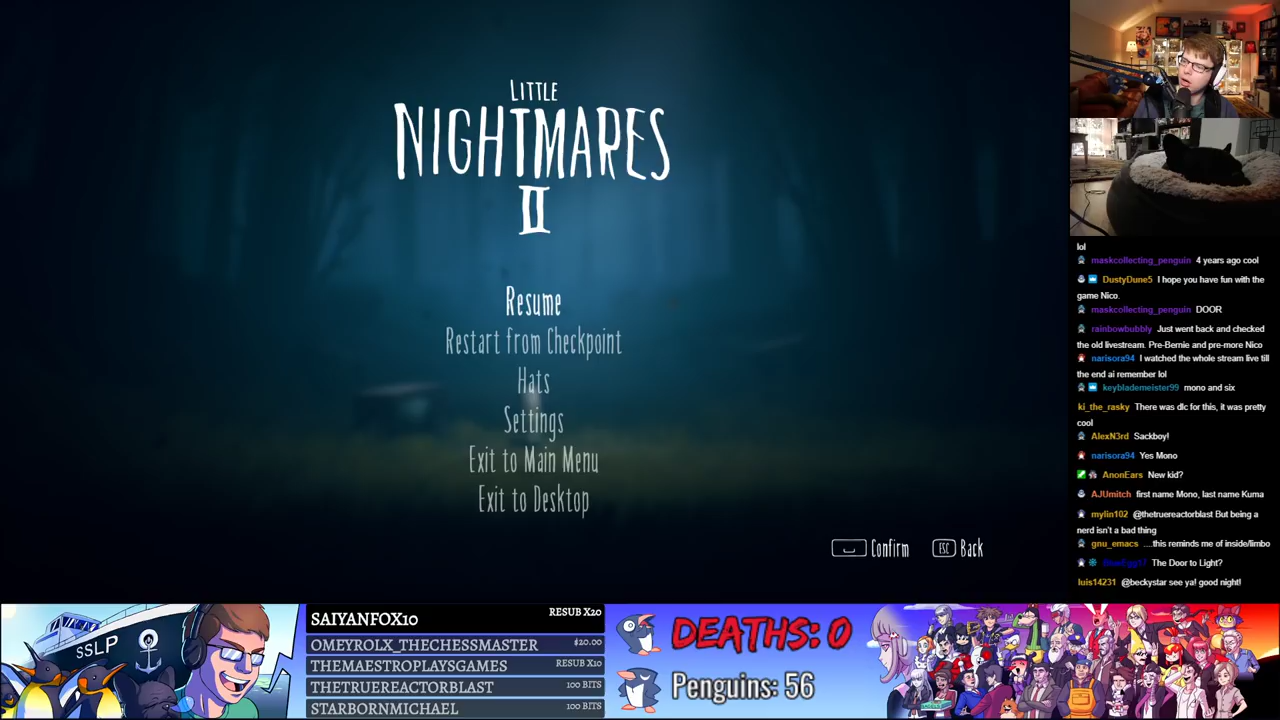 LITTLE
NIGHTMARES
II
Resume
Restart from Checkpoint
Hats
Settings
Exit to Main Menu
Exit to Desktop
Confirm
ESC Back
lol
maskcollecting_penguin 4 years ago cool
DustyDune5 I hope you have fun with the
game Nico.
maskcollecting_penguin DOOR
rainbowbubbly Just went back and checked
the old livestream. Pre-Bernie and pre-more Nico
narisora94 I watched the whole stream live till
the end ai remember lol
keyblademeister99 mono and six
ki_the_rasky There was dlc for this, it was pretty
cool
AlexN3rd Sackboy!
narisora94 Yes Mono
AnonEars New kid?
AJUmitch first name Mono, last name Kuma
mylin102 @thetruereactorblast But being a
nerd isn't a bad thing
gnu_emacs ....this reminds me of inside/limbo
The Door to Light?
luis14231 @beckystar see ya! good night!
SSLP
SAIYANFOX10 RESUB X20
OMEYROLX_THECHESSMASTER $20.00
THEMAESTROPLAYSGAMES RESUB X10
THETRUEREACTORBLAST 100 BITS
STARBORNMICHAEL 100 BITS
DEATHS: 0
Penguins: 56